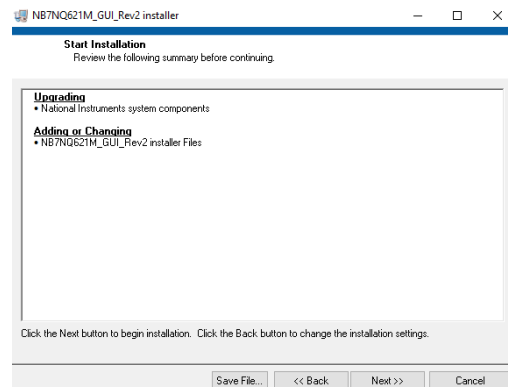 NB7NQ621M_GUI_Rev2 installer
Start Installation
Review the following summary before continuing.
Upgrading
• National Instruments system components
Adding or Changing
• NB7NQ621M_GUI_Rev2 installer Files
Click the Next button to begin installation. Click the Back button to change the installation settings.
Save File... << Back Next >> Cancel